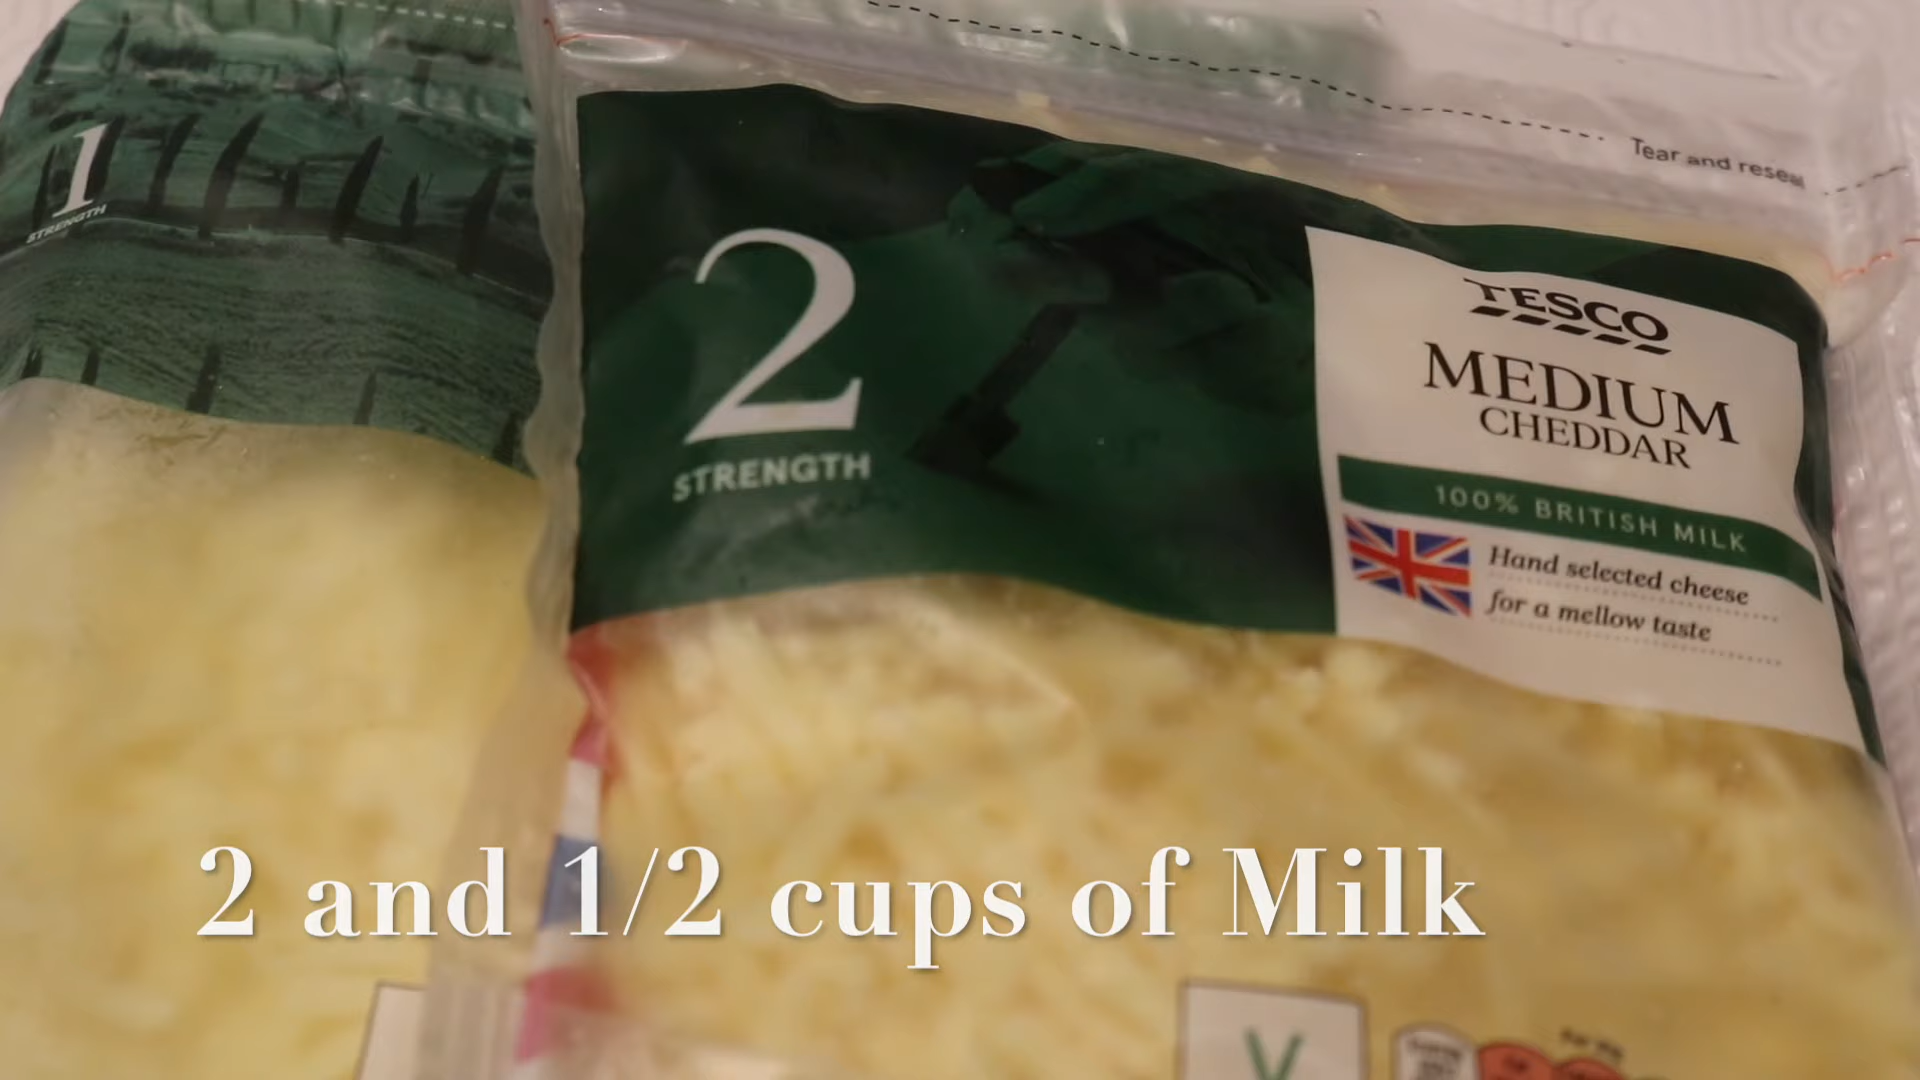 1
STRENGTH
Tear and reseal
2
STRENGTH
TESCO
MEDIUM
CHEDDAR
100% BRITISH MILK
Hand selected cheese
for a mellow taste
2 and 1/2 cups of Milk
V